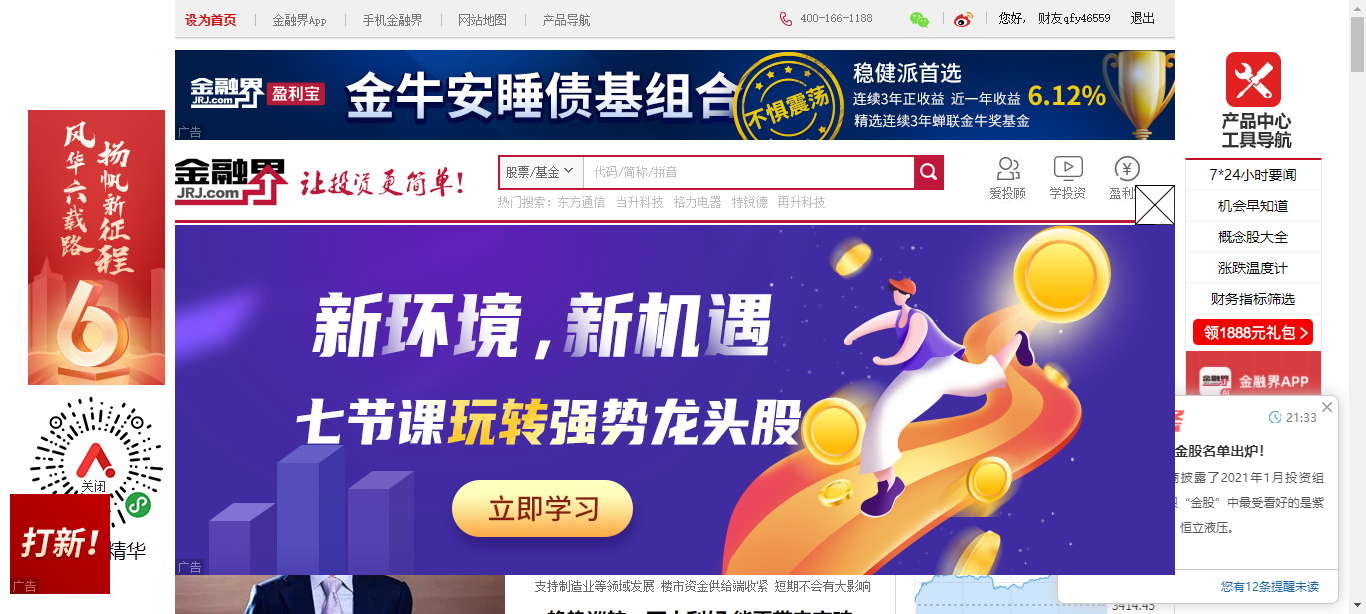 设为首页 金融界App 手机金融界 网站地图 产品导航 400-166-1188 您好, 财友qfy46559 退出
金融界 JRJ.com 盈利宝 金牛安睡债基组合 不惧震荡 稳健派首选
连续3年正收益 近一年收益 6.12%
精选连续3年蝉联金牛奖基金
广告
金融界
JRJ.com 让投资更简单!
股票/基金 代码/简称/拼音
热门搜索: 东方通信 当升科技 格力电器 特锐德 再升科技
爱投顾 学投资 盈利
扬帆新征程
风华六载路
6
关闭
打新!
广告
精华
新环境,新机遇
七节课玩转强势龙头股
立即学习
广告
产品中心
工具导航
7*24小时要闻
机会早知道
概念股大全
涨跌温度计
财务指标筛选
领1888元礼包
金融界 金融界APP
21:33
金股名单出炉!
披露了2021年1月投资组
“金股”中最受看好的是紫
恒立液压。
您有12条提醒未读
支持制造业等领域发展 楼市资金供给端收紧 短期不会有大影响
3414.45